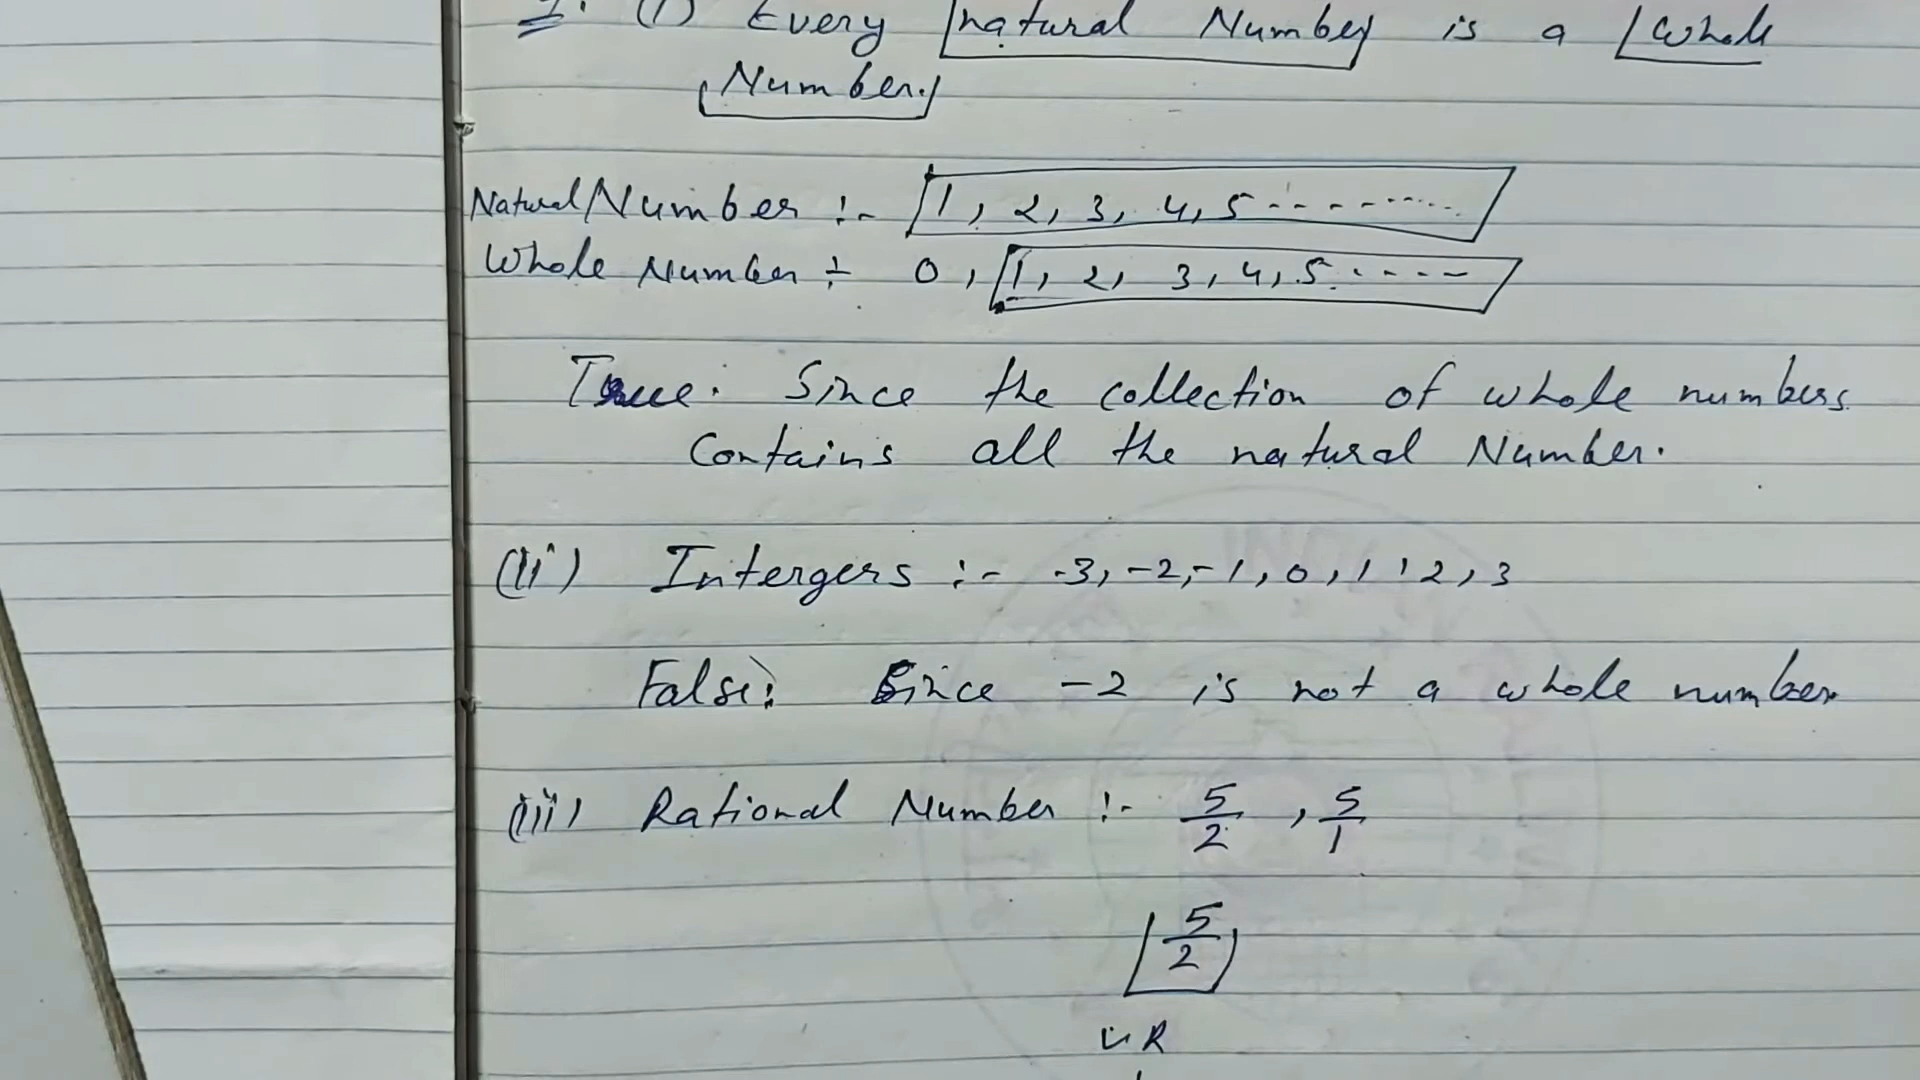 I. (i) Every natural Number is a Whole
Number.
Natural Number :- 1, 2, 3, 4, 5 - - - - - - - -
Whole Number ÷ 0, 1, 2, 3, 4, 5 - - - - -
True. Since the collection of whole numbers
Contains all the natural Number.
(ii) Intergers :- -3, -2, -1, 0, 1, 2, 3
False: Since -2 is not a whole number
(iii) Rational Number :- 5/2, 5/1
5/2
is R